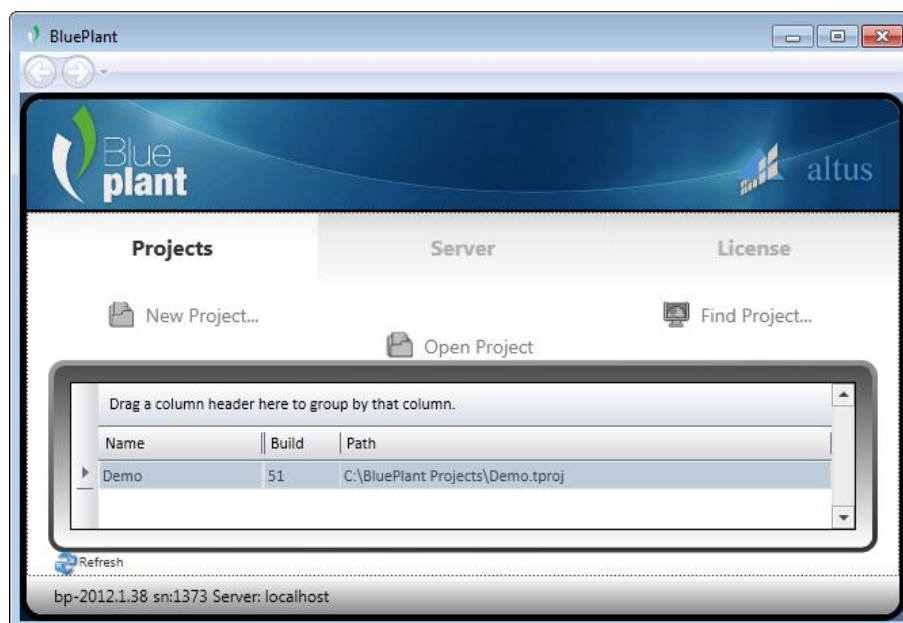 BluePlant
Blue
plant
altus
Projects Server License
New Project... Find Project...
Open Project
Drag a column header here to group by that column.
Name Build Path
Demo 51 C:\BluePlant Projects\Demo.tproj
Refresh
bp-2012.1.38 sn:1373 Server: localhost